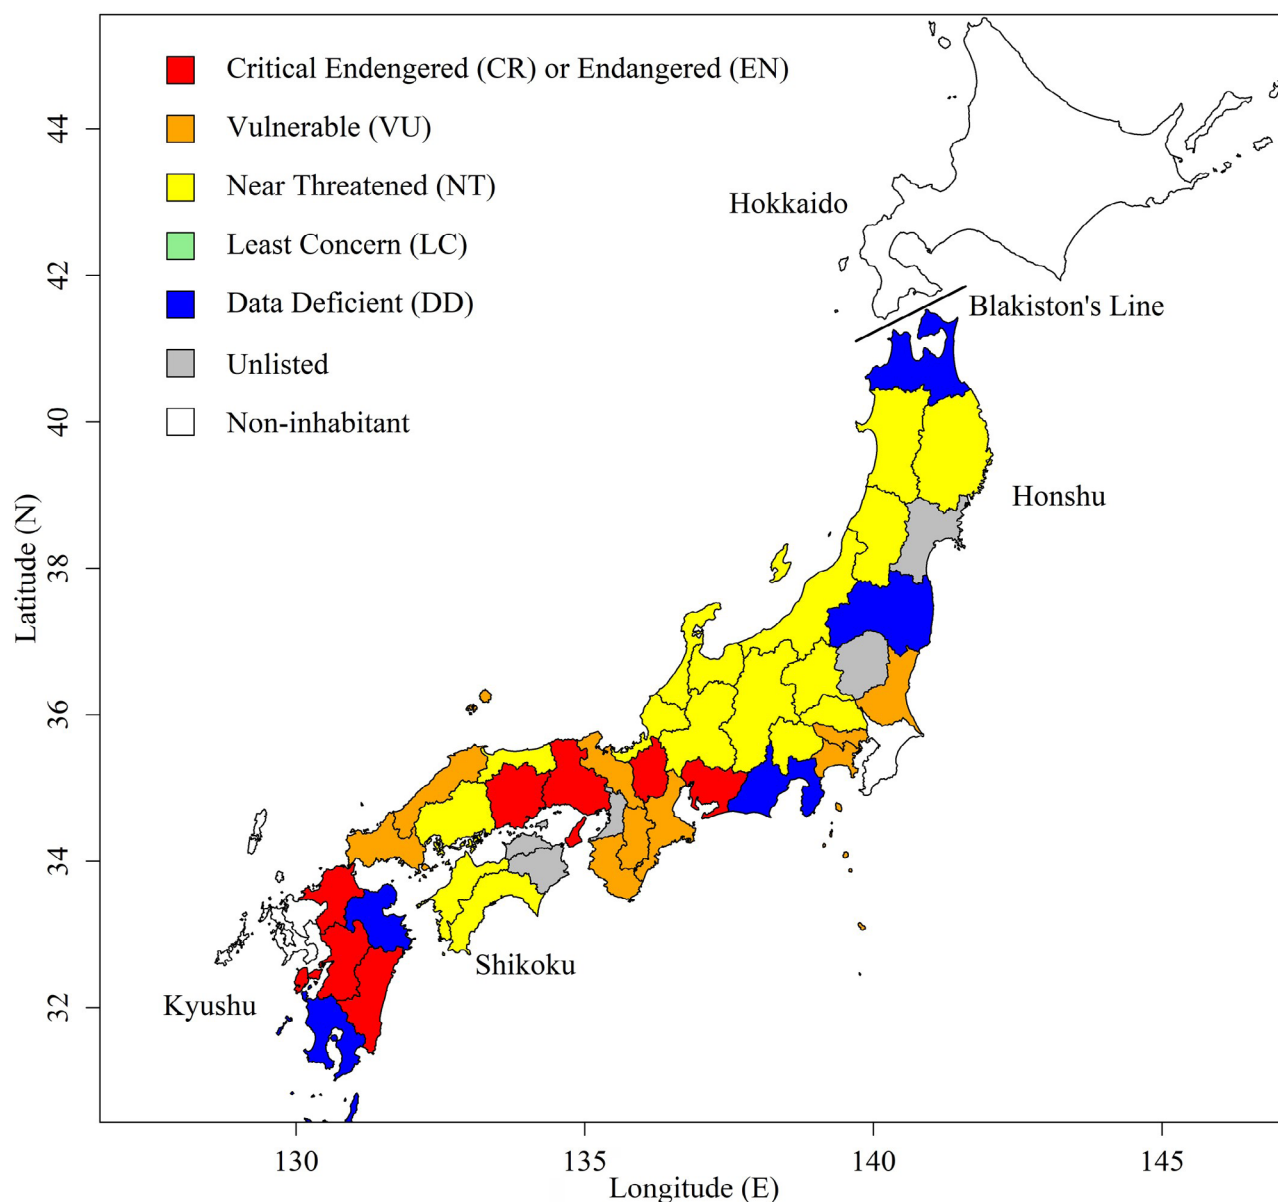 Critical Endengered (CR) or Endangered (EN)
Vulnerable (VU)
Near Threatened (NT)
Least Concern (LC)
Data Deficient (DD)
Unlisted
Non-inhabitant
Hokkaido
Blakiston's Line
Honshu
Shikoku
Kyushu
44
42
40
38
36
34
32
Latitude (N)
130
135
140
145
Longitude (E)